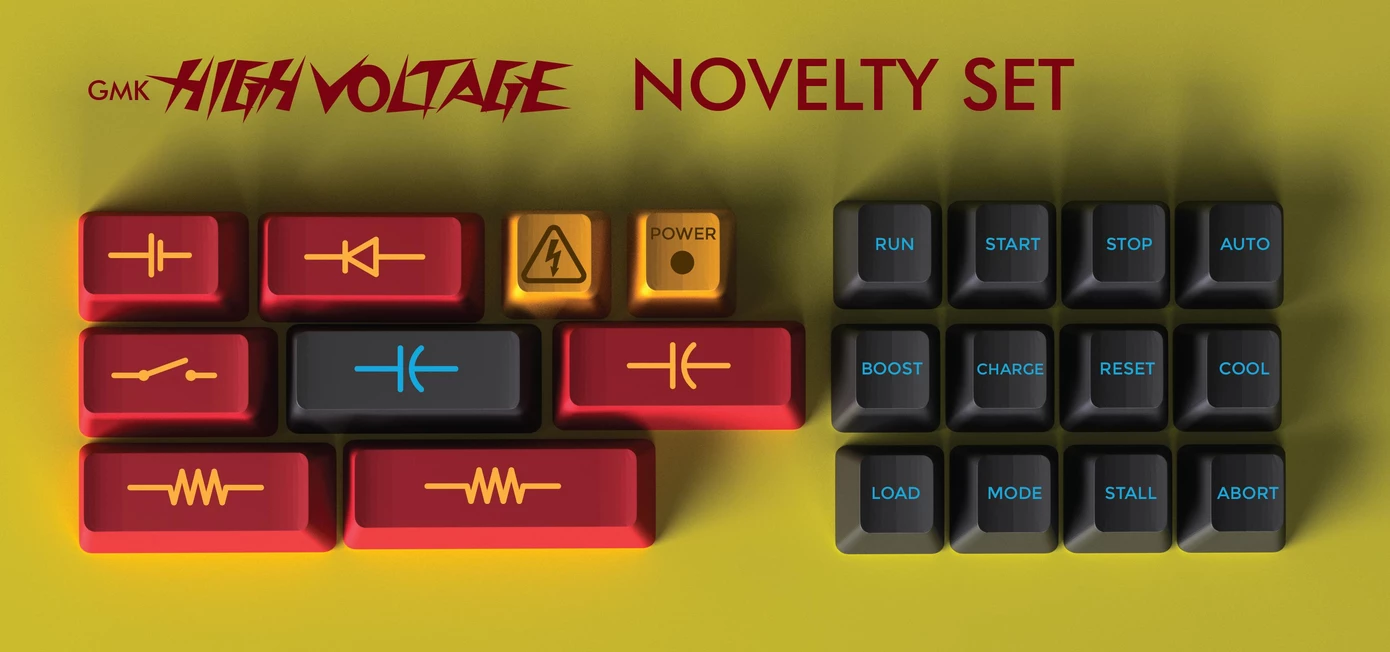 GMK HIGH VOLTAGE NOVELTY SET
POWER
RUN START STOP AUTO
BOOST CHARGE RESET COOL
LOAD MODE STALL ABORT